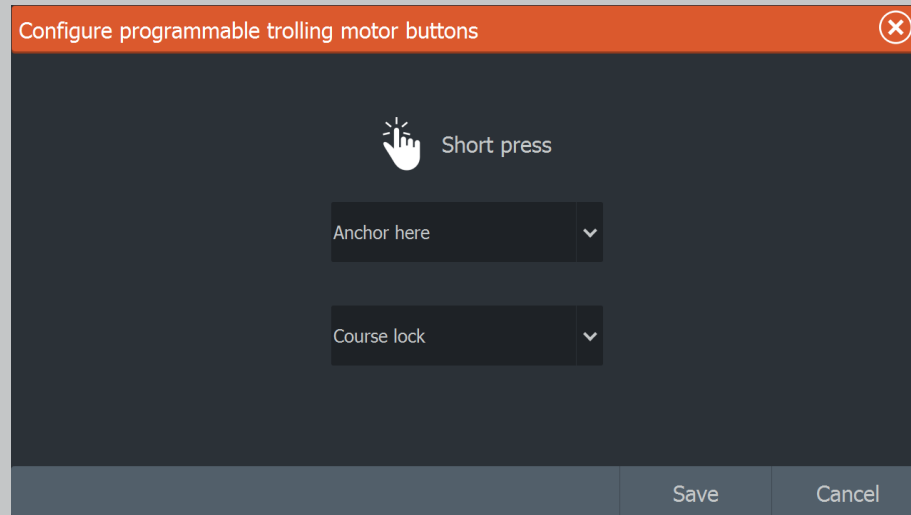 Configure programmable trolling motor buttons
Short press
Anchor here
Course lock
Save
Cancel